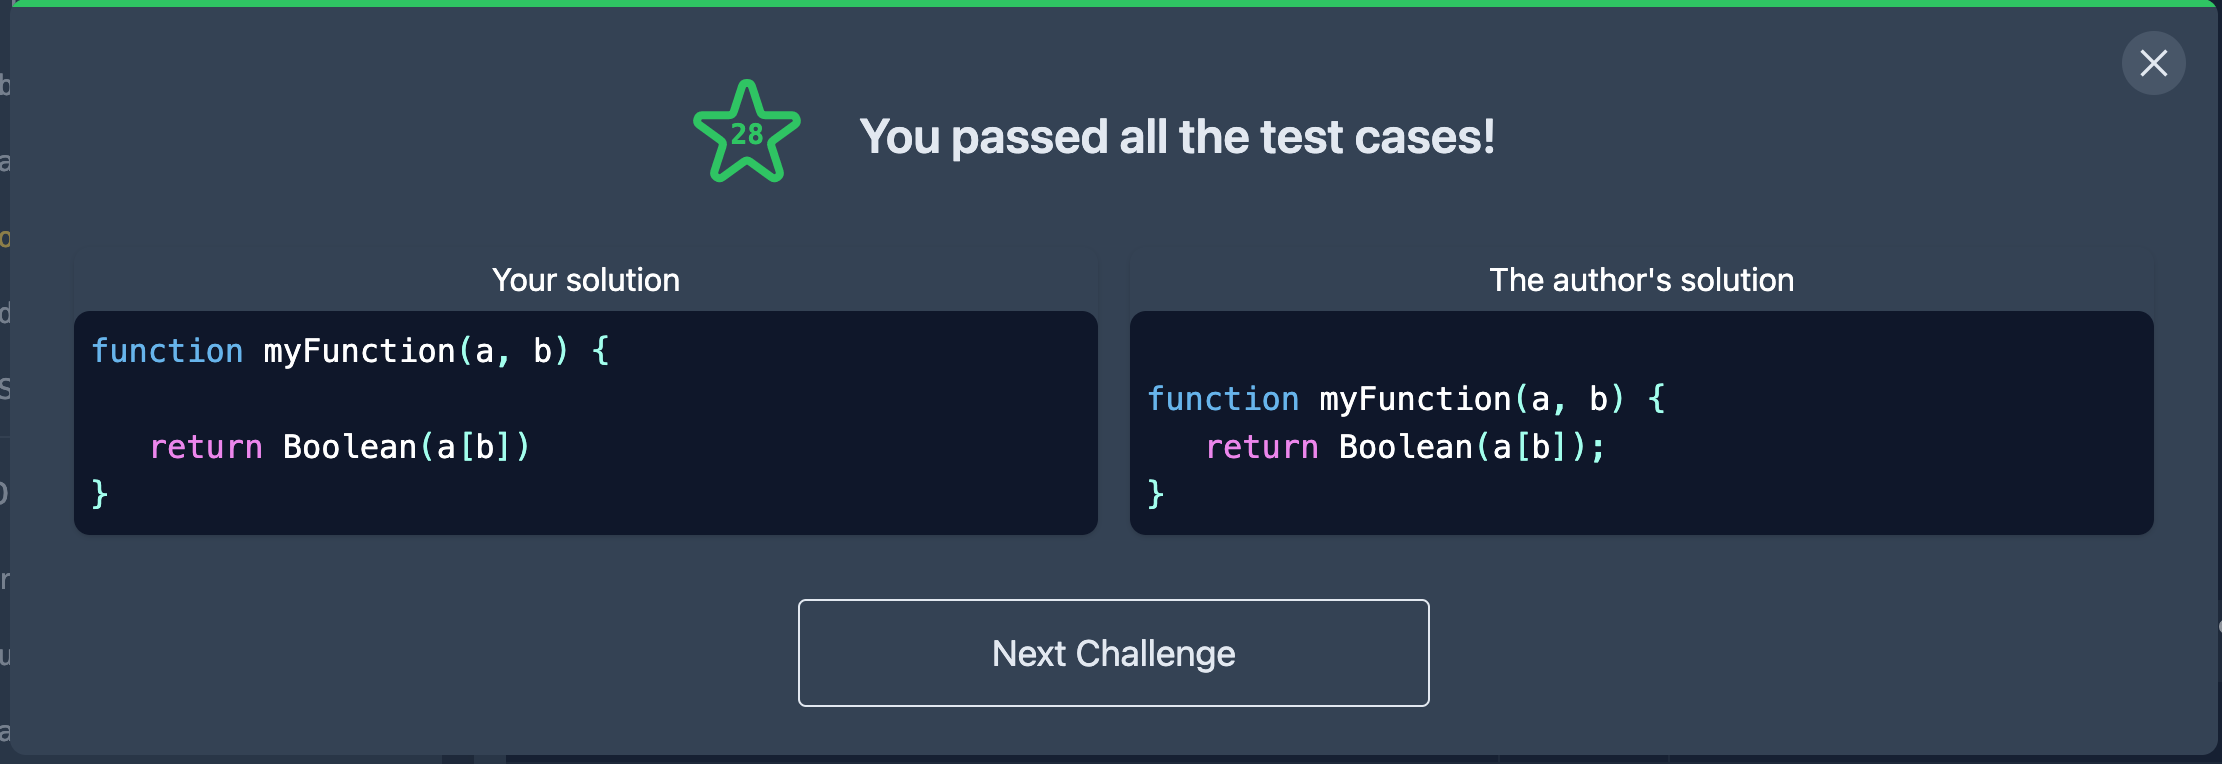 28
You passed all the test cases!
Your solution
function myFunction(a, b) {
return Boolean(a[b])
}
The author's solution
function myFunction(a, b) {
return Boolean(a[b]);
}
Next Challenge